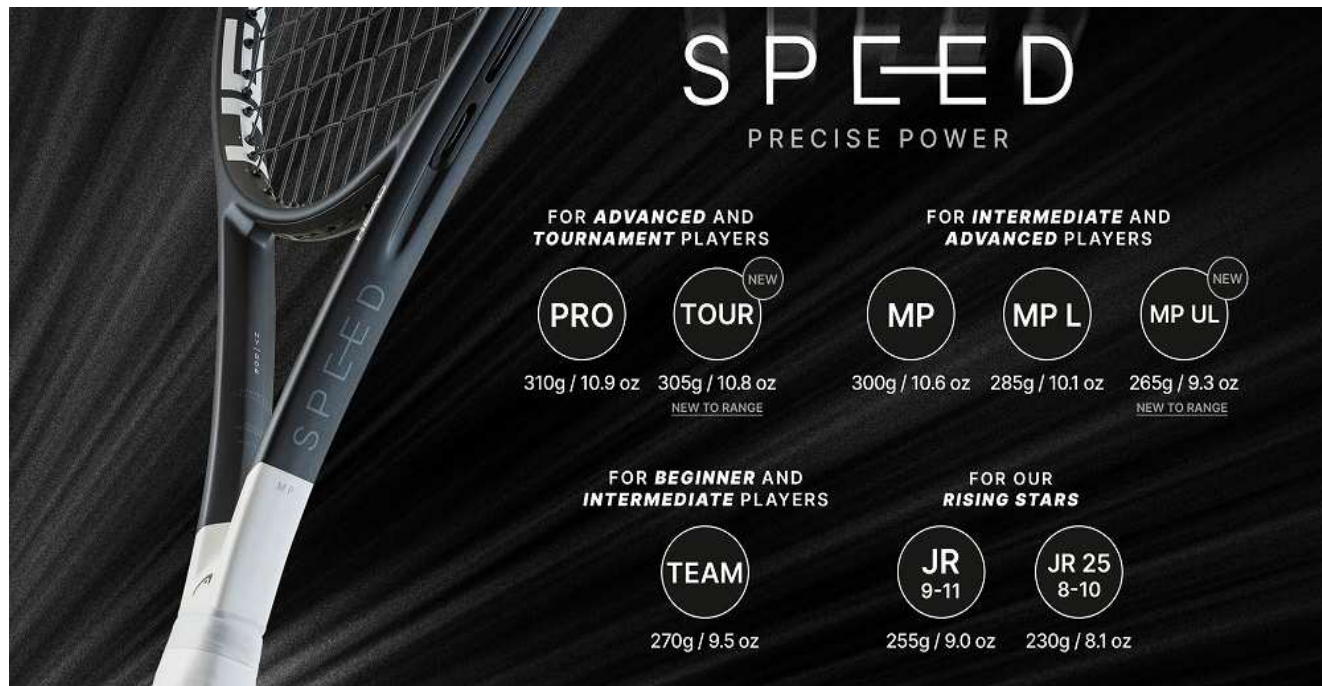 SPEED
PRECISE POWER
FOR ADVANCED AND
TOURNAMENT PLAYERS
PRO
TOUR
NEW
310g / 10.9 oz
305g / 10.8 oz
NEW TO RANGE
FOR INTERMEDIATE AND
ADVANCED PLAYERS
MP
MP L
MP UL
NEW
300g / 10.6 oz
285g / 10.1 oz
265g / 9.3 oz
NEW TO RANGE
FOR BEGINNER AND
INTERMEDIATE PLAYERS
TEAM
270g / 9.5 oz
FOR OUR
RISING STARS
JR
9-11
255g / 9.0 oz
JR 25
8-10
230g / 8.1 oz
SPEED
MP